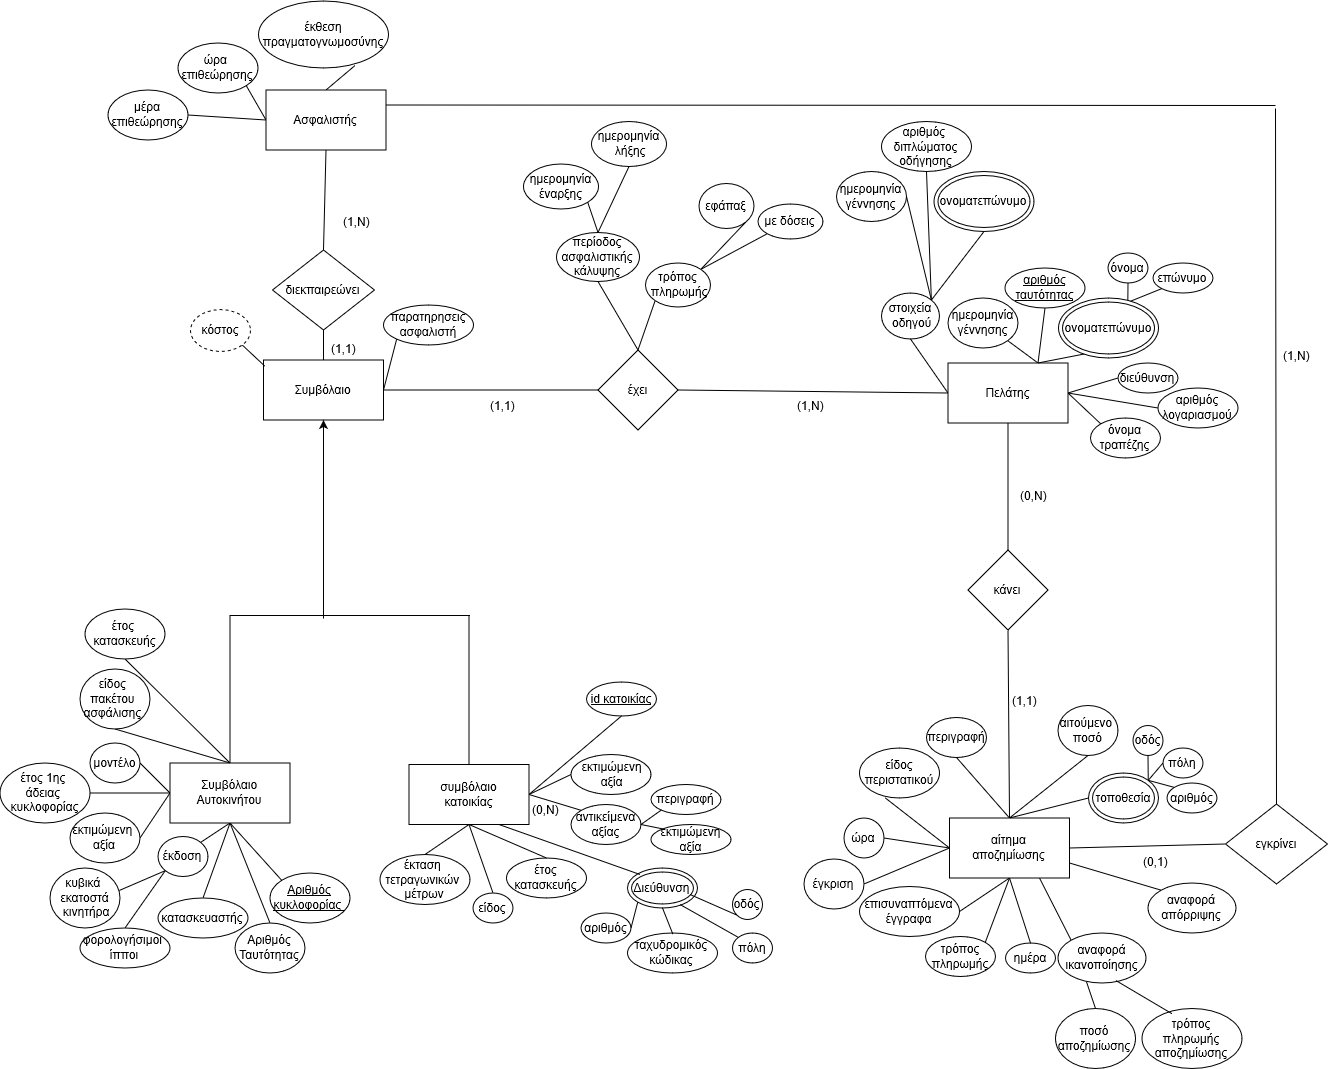 έκθεση
πραγματογνωμοσύνης
ώρα
επιθεώρησης
μέρα
επιθεώρησης
Ασφαλιστής
(1,N)
διεκπαιρεώνει
(1,1)
κόστος
παρατηρησεις
ασφαλιστή
Συμβόλαιο
(1,1)
ημερομηνία
λήξης
ημερομηνία
έναρξης
περίοδος
ασφαλιστικής
κάλυψης
εφάπαξ
με δόσεις
τρόπος
πληρωμής
έχει
(1,N)
αριθμός
διπλώματος
οδήγησης
ημερομηνία
γέννησης
ονοματεπώνυμο
στοιχεία
οδηγού
αριθμός
ταυτότητας
ημερομηνία
γέννησης
όνομα
επώνυμο
ονοματεπώνυμο
Πελάτης
διεύθυνση
αριθμός
λογαριασμού
όνομα
τραπέζης
(1,N)
(0,N)
κάνει
(1,1)
έτος
κατασκευής
είδος
πακέτου
ασφάλισης
μοντέλο
έτος 1ης
άδειας
κυκλοφορίας
εκτιμώμενη
αξία
Συμβόλαιο
Αυτοκινήτου
έκδοση
κυβικά
εκατοστά
κινητήρα
φορολογήσιμοι
ίπποι
κατασκευαστής
Αριθμός
κυκλοφορίας
Αριθμός
Ταυτότητας
id κατοικίας
συμβόλαιο
κατοικίας
(0,N)
εκτιμώμενη
αξία
αντικείμενα
αξίας
περιγραφή
εκτιμώμενη
αξία
έκταση
τετραγωνικών
μέτρων
είδος
έτος
κατασκευής
Διεύθυνση
αριθμός
ταχυδρομικός
κώδικας
πόλη
οδός
περιγραφή
αιτούμενο
ποσό
είδος
περιστατικού
οδός
πόλη
αριθμός
τοποθεσία
ώρα
αίτημα
αποζημίωσης
(0,1)
εγκρίνει
έγκριση
επισυναπτόμενα
έγγραφα
αναφορά
απόρριψης
τρόπος
πληρωμής
ημέρα
αναφορά
ικανοποίησης
ποσό
αποζημίωσης
τρόπος
πληρωμής
αποζημίωσης